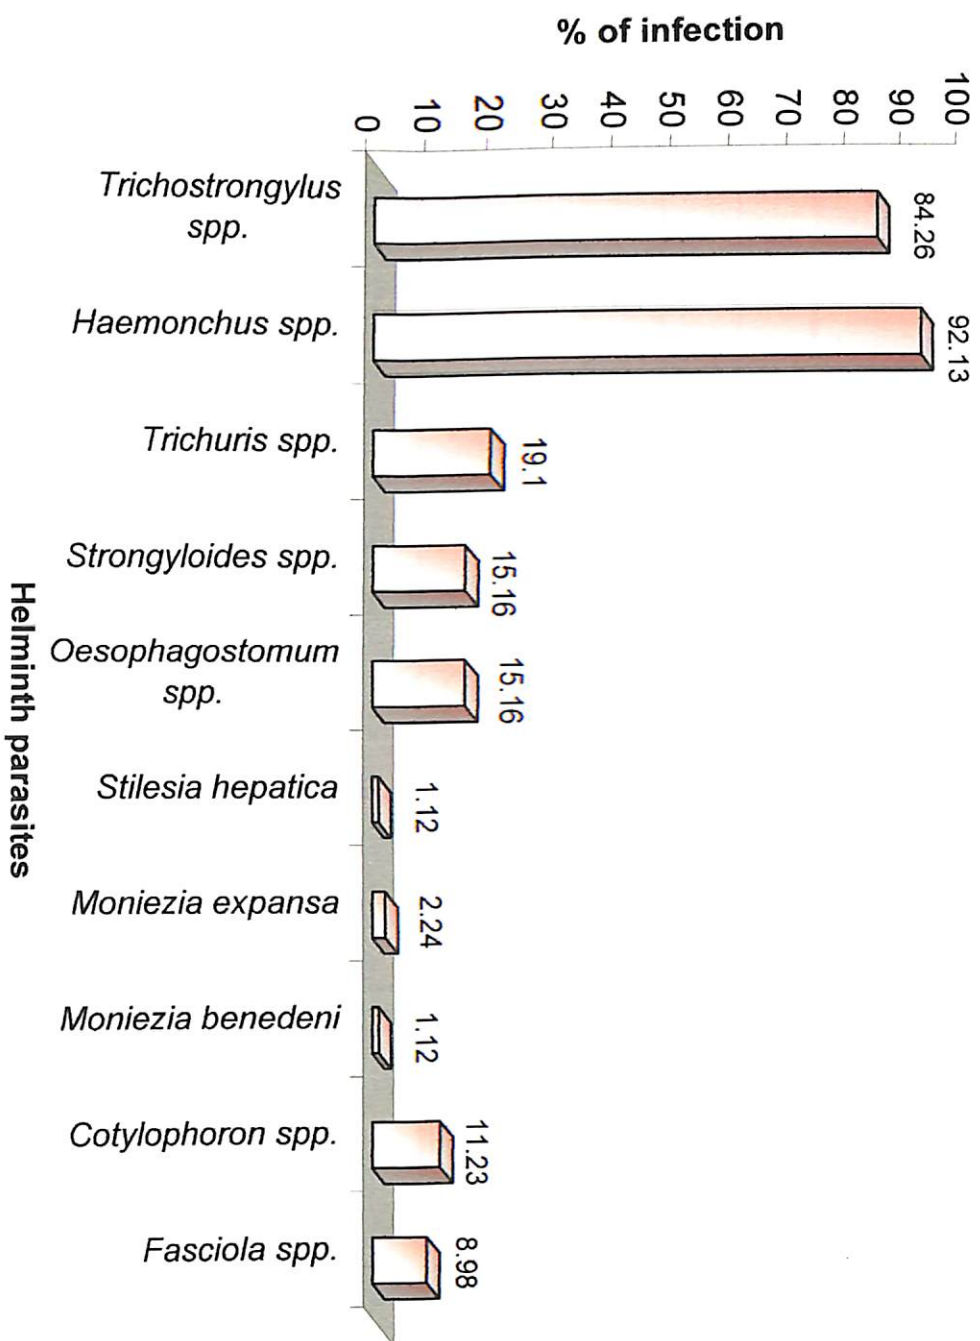 % of infection
100
90
80
70
60
50
40
30
20
10
0
84.26
92.13
19.1
15.16
15.16
1.12
2.24
1.12
11.23
8.98
Trichostrongylus
spp.
Haemonchus spp.
Trichuris spp.
Strongyloides spp.
Oesophagostomum
spp.
Stilesia hepatica
Moniezia expansa
Moniezia benedeni
Cotylophoron spp.
Fasciola spp.
Helminth parasites